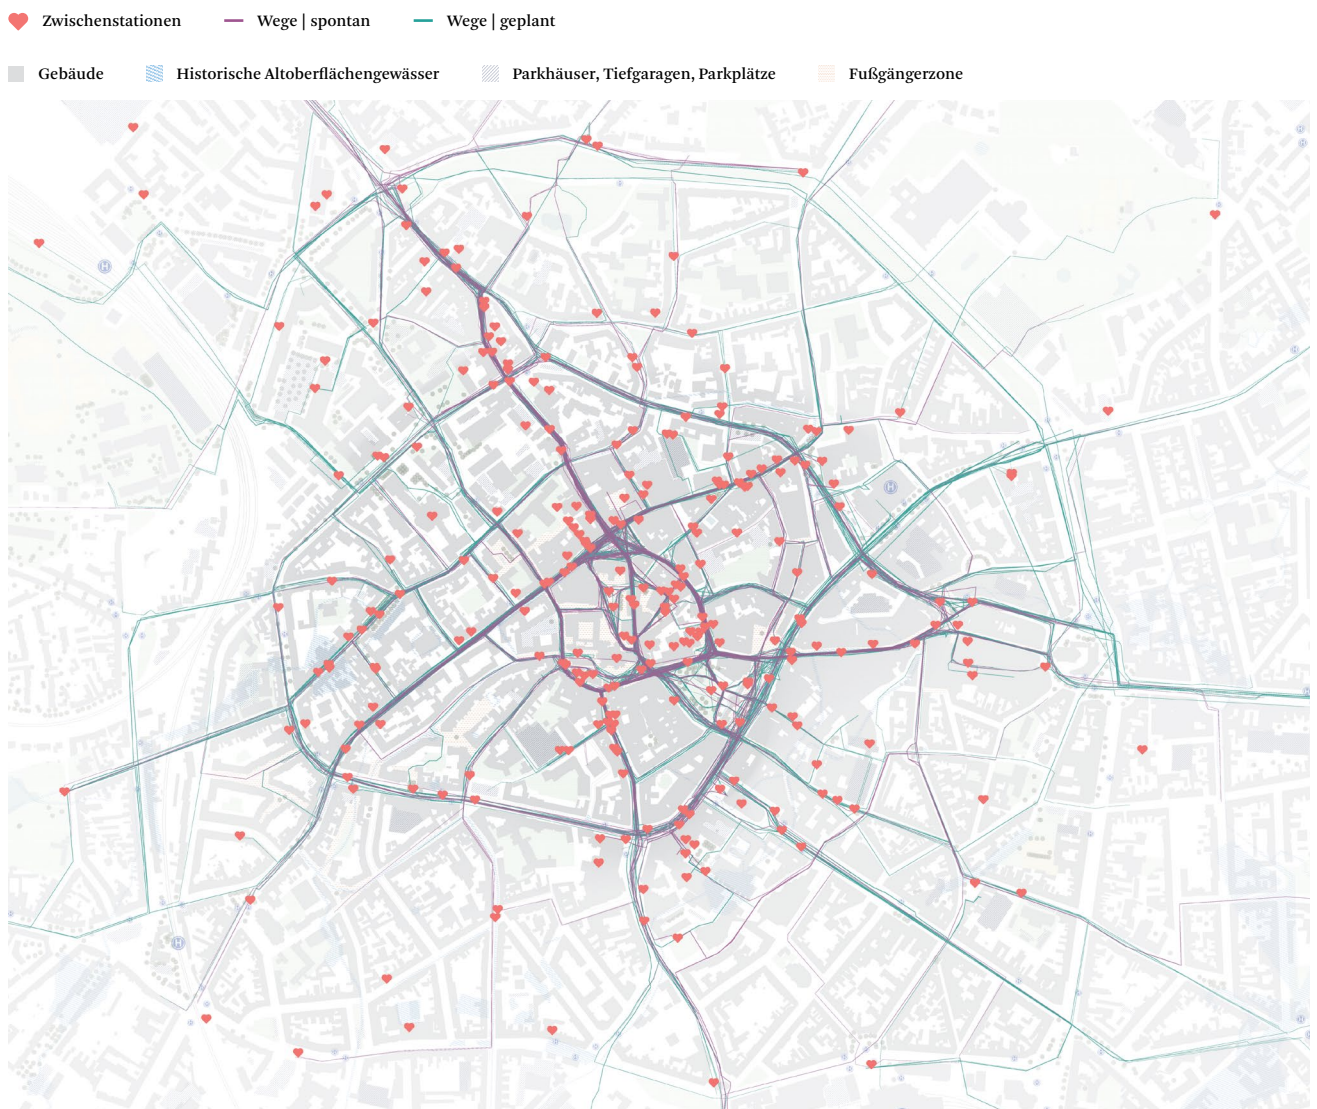 Zwischenstationen Wege | spontan Wege | geplant
Gebäude Historische Altoberflächengewässer Parkhäuser, Tiefgaragen, Parkplätze Fußgängerzone
H
H
H